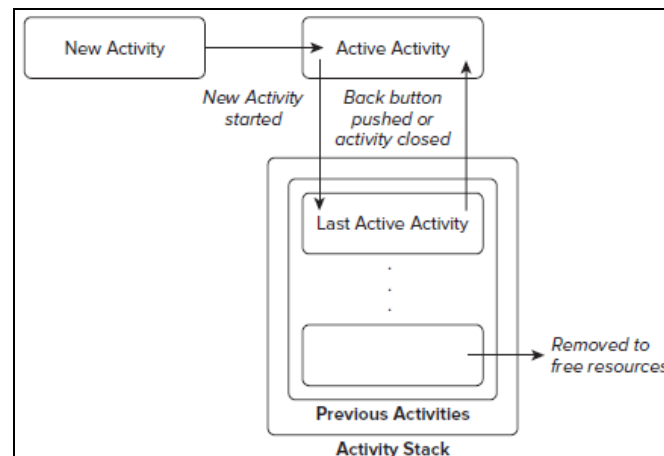 New Activity
Active Activity
New Activity
started
Back button
pushed or
activity closed
Last Active Activity
.
.
.
Removed to
free resources
Previous Activities
Activity Stack